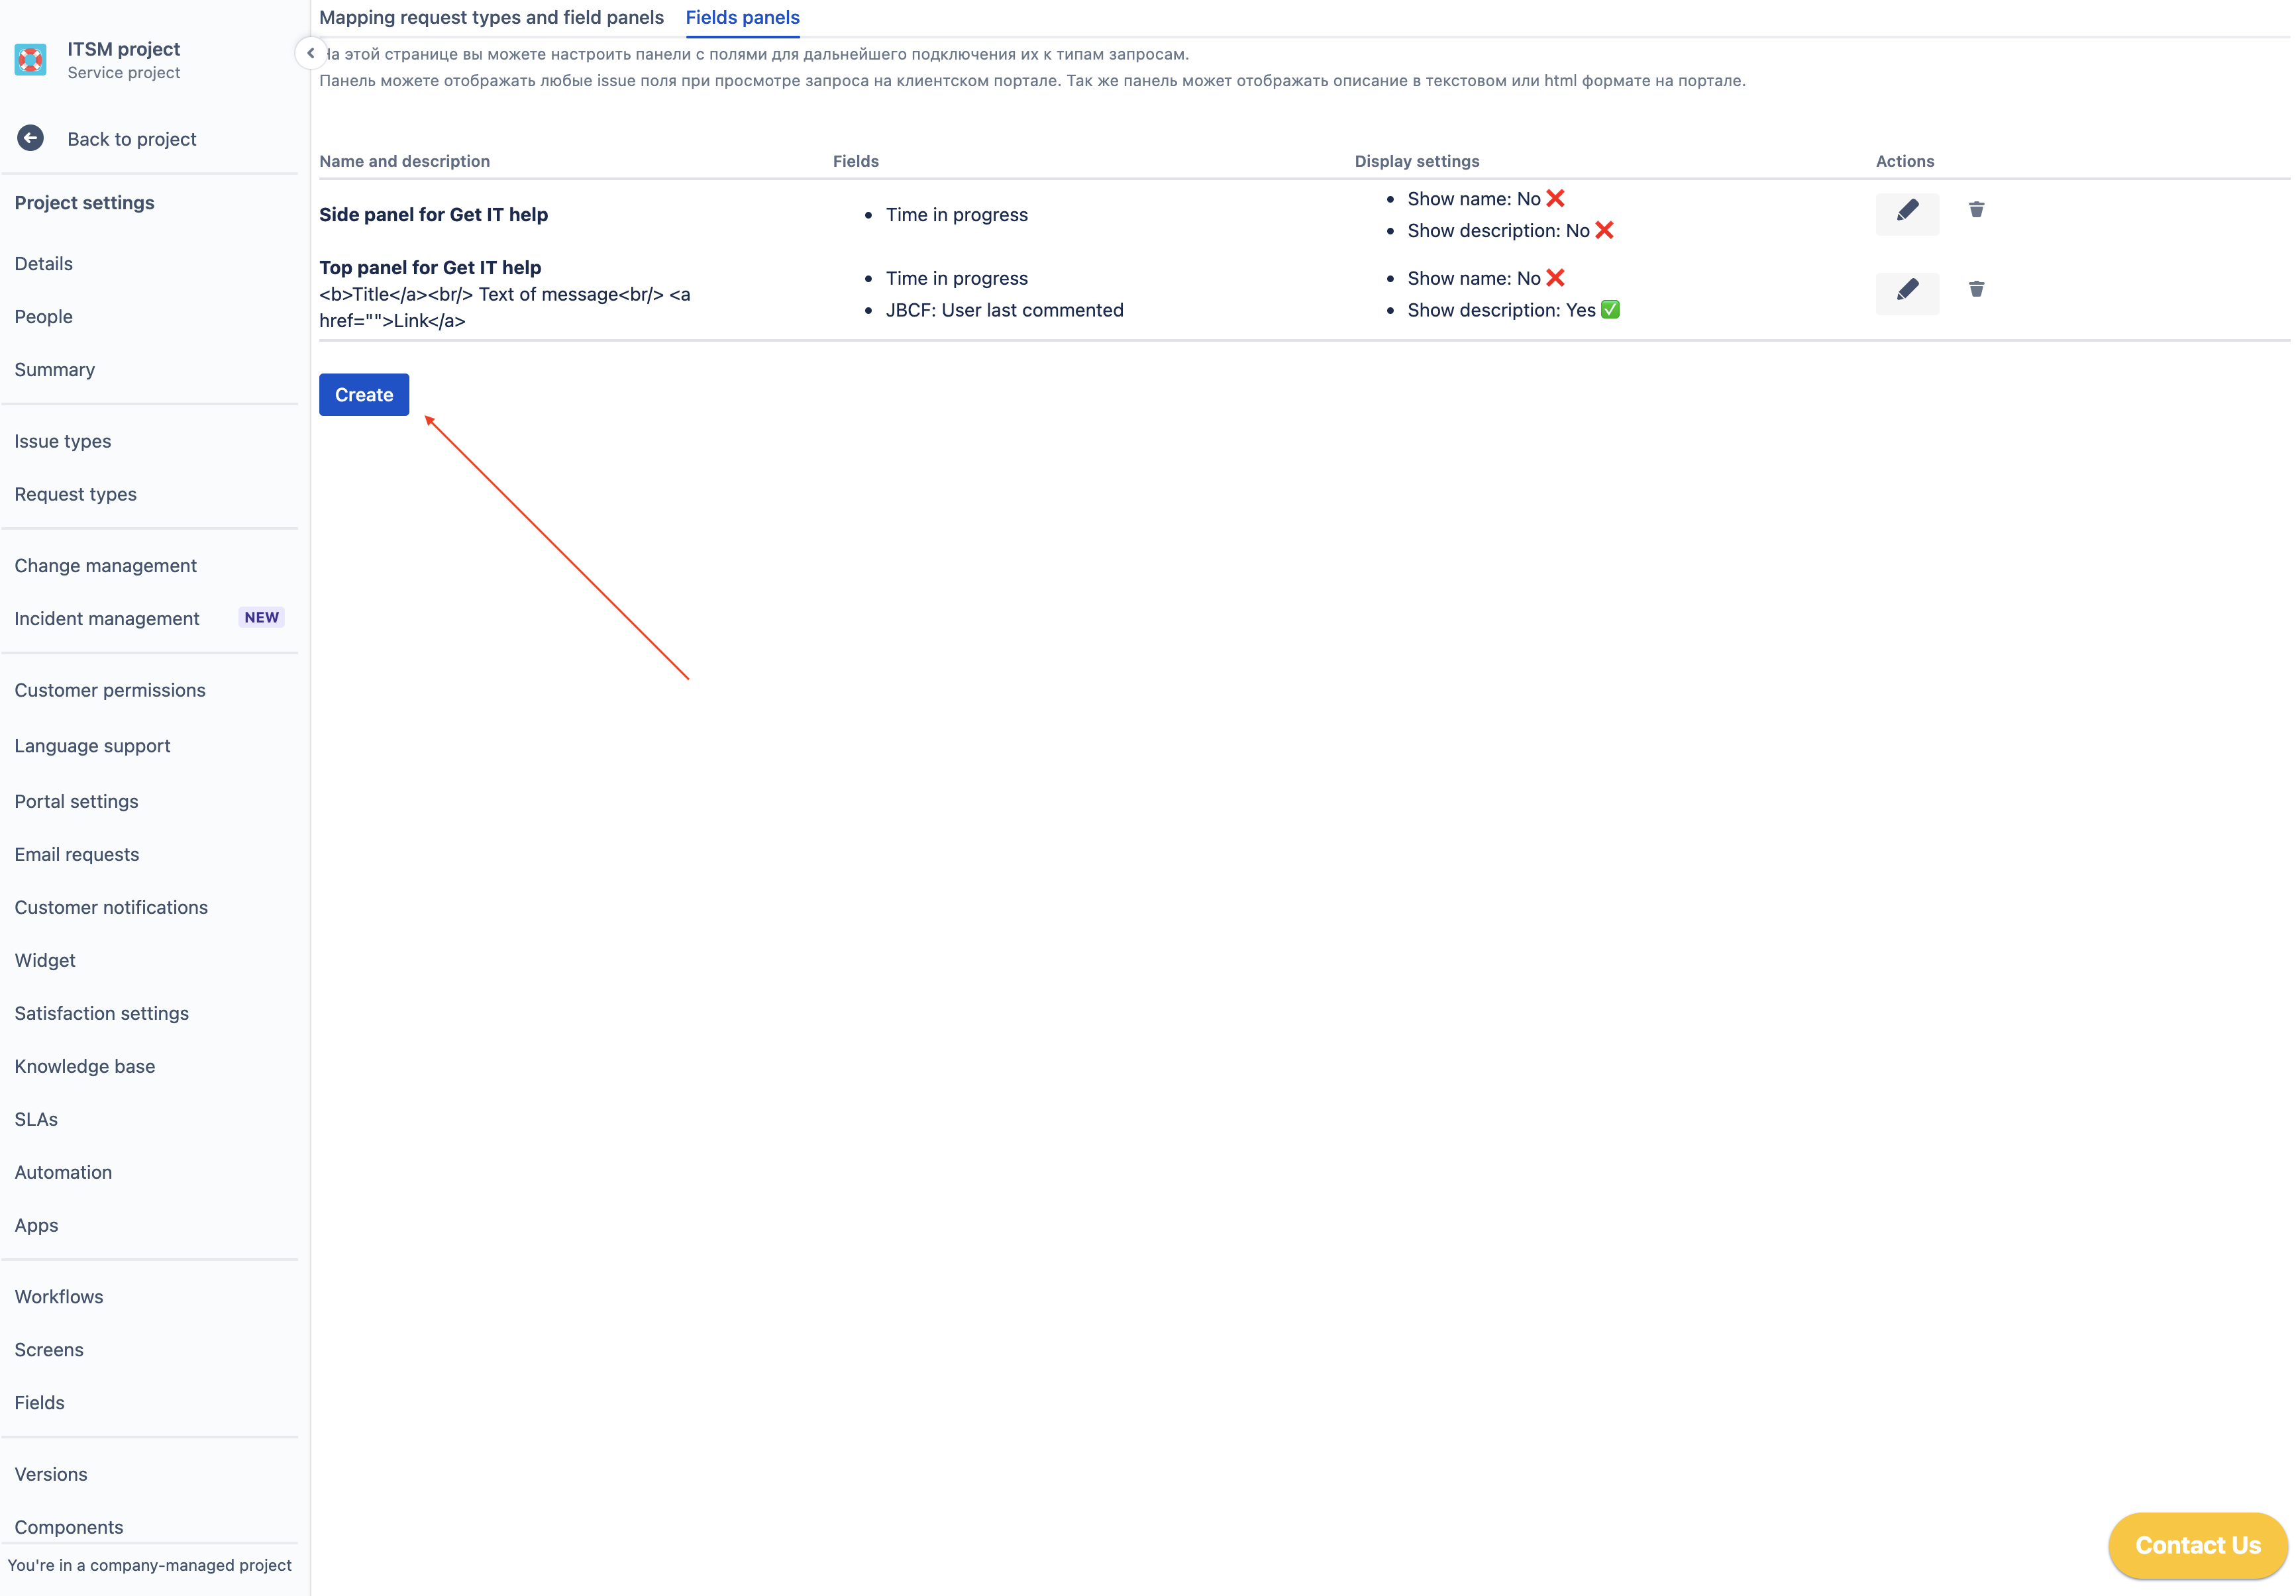 Mapping request types and field panels
Fields panels
ITSM project
Service project
а этой странице вы можете настроить панели с полями для дальнейшего подключения их к типам запросам.
Панель можете отображать любые issue поля при просмотре запроса на клиентском портале. Так же панель может отображать описание в текстовом или html формате на портале.
Back to project
Name and description
Fields
Display settings
Actions
Project settings
Side panel for Get IT help
Time in progress
Show name: No ❌
Show description: No ❌
Top panel for Get IT help
<b>Title</a><br/> Text of message<br/> <a
href="">Link</a>
Time in progress
JBCF: User last commented
Show name: No ❌
Show description: Yes ✅
Create
Details
People
Summary
Issue types
Request types
Change management
Incident management NEW
Customer permissions
Language support
Portal settings
Email requests
Customer notifications
Widget
Satisfaction settings
Knowledge base
SLAs
Automation
Apps
Workflows
Screens
Fields
Versions
Components
You're in a company-managed project
Contact Us